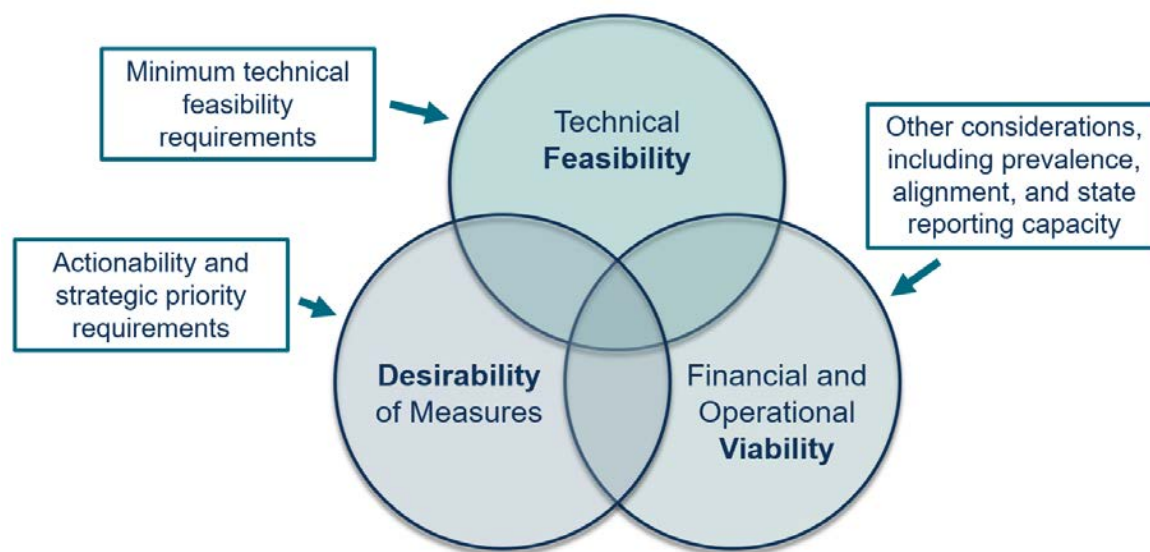 Minimum technical
feasibility
requirements
Technical
Feasibility
Other considerations,
including prevalence,
alignment, and state
reporting capacity
Actionability and
strategic priority
requirements
Desirability
of Measures
Financial and
Operational
Viability